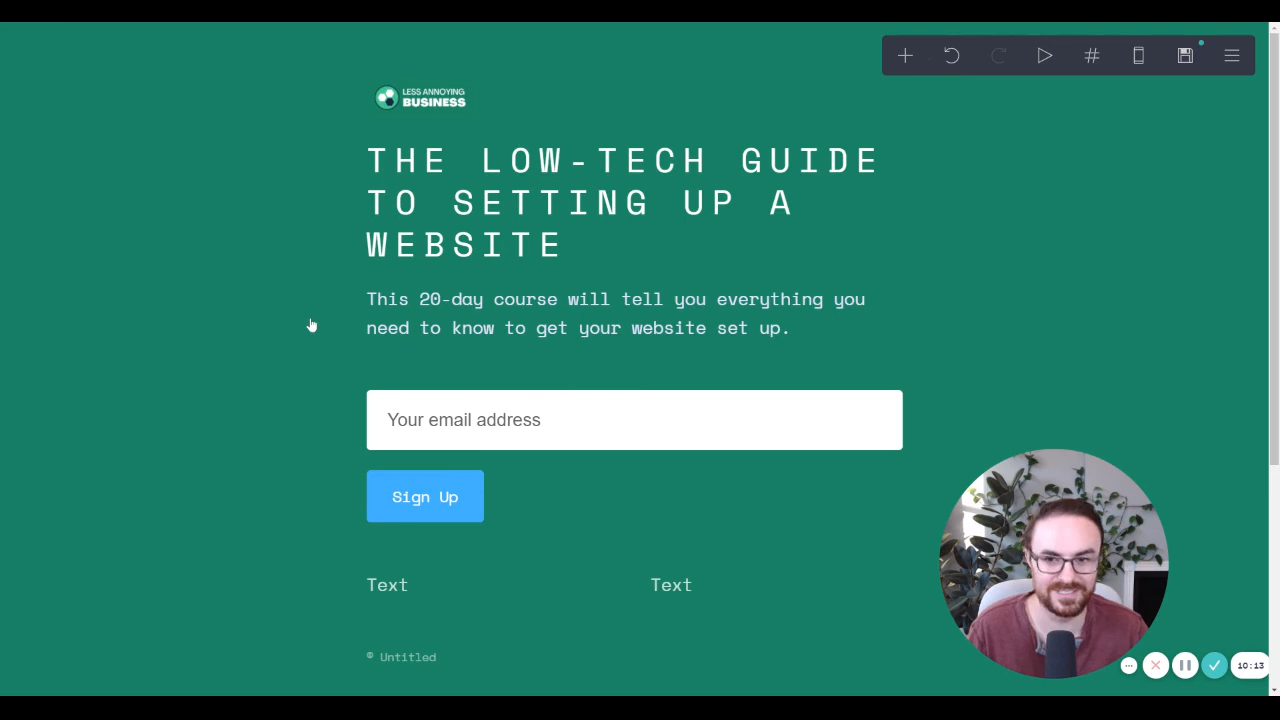 LESS ANNOYING
BUSINESS
THE LOW-TECH GUIDE
TO SETTING UP A
WEBSITE
This 20-day course will tell you everything you
need to know to get your website set up.
Your email address
Sign Up
Text
Text
© Untitled
10:13